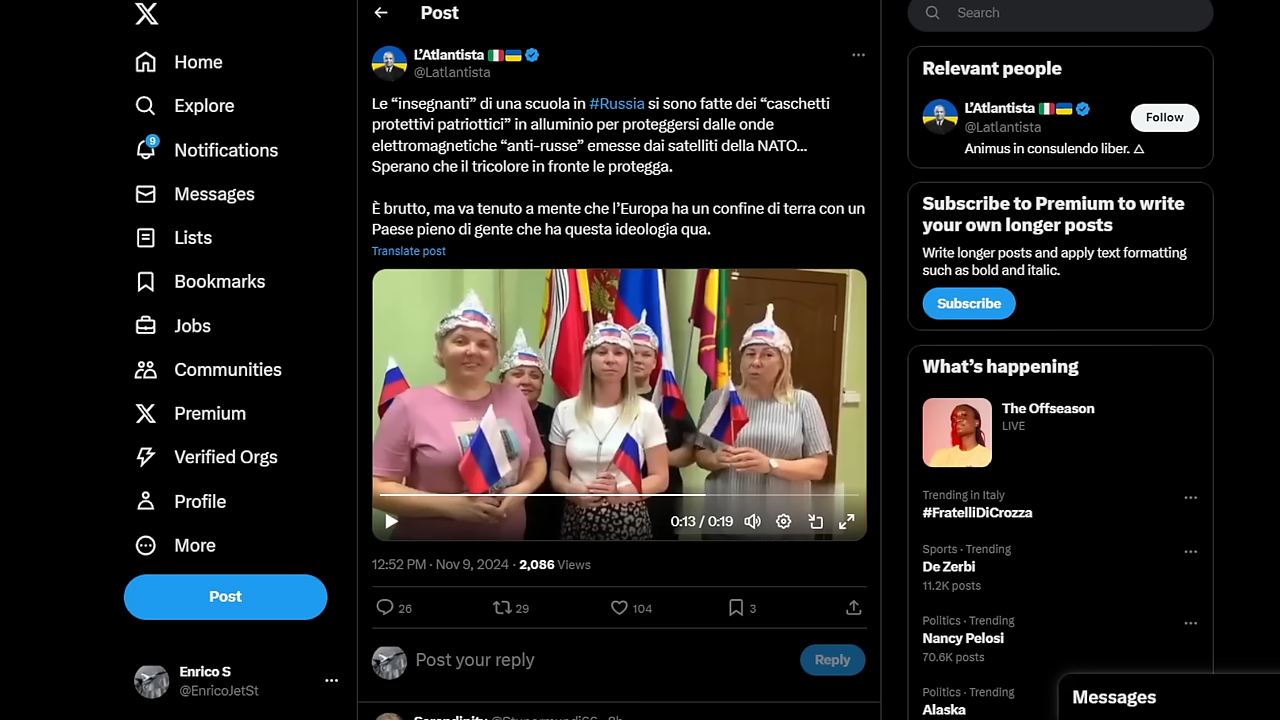 Home
Explore
9
Notifications
Messages
Lists
Bookmarks
Jobs
Communities
Premium
Verified Orgs
Profile
More
Post
Enrico S
@EnricoJetSt
Post
L'Atlantista
@Latlantista
Le “insegnanti” di una scuola in #Russia si sono fatte dei “caschetti
protettivi patriottici” in alluminio per proteggersi dalle onde
elettromagnetiche “anti-russe” emesse dai satelliti della NATO...
Sperano che il tricolore in fronte le protegga.
È brutto, ma va tenuto a mente che l’Europa ha un confine di terra con un
Paese pieno di gente che ha questa ideologia qua.
Translate post
0:13 / 0:19
12:52 PM · Nov 9, 2024 · 2,086 Views
26 29 104 3
Post your reply
Reply
Search
Relevant people
L'Atlantista
@Latlantista
Follow
Animus in consulendo liber. △
Subscribe to Premium to write
your own longer posts
Write longer posts and apply text formatting
such as bold and italic.
Subscribe
What’s happening
The Offseason
LIVE
Trending in Italy
#FratelliDiCrozza
Sports · Trending
De Zerbi
11.2K posts
Politics · Trending
Nancy Pelosi
70.6K posts
Politics · Trending
Alaska
Messages